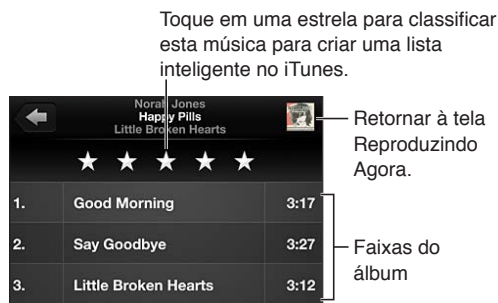 Toque em uma estrela para classificar
esta música para criar uma lista
inteligente no iTunes.
Norah Jones
Happy Pills
Little Broken Hearts
Retornar à tela
Reproduzindo
Agora.
1. Good Morning 3:17
2. Say Goodbye 3:27
3. Little Broken Hearts 3:12
Faixas do
álbum